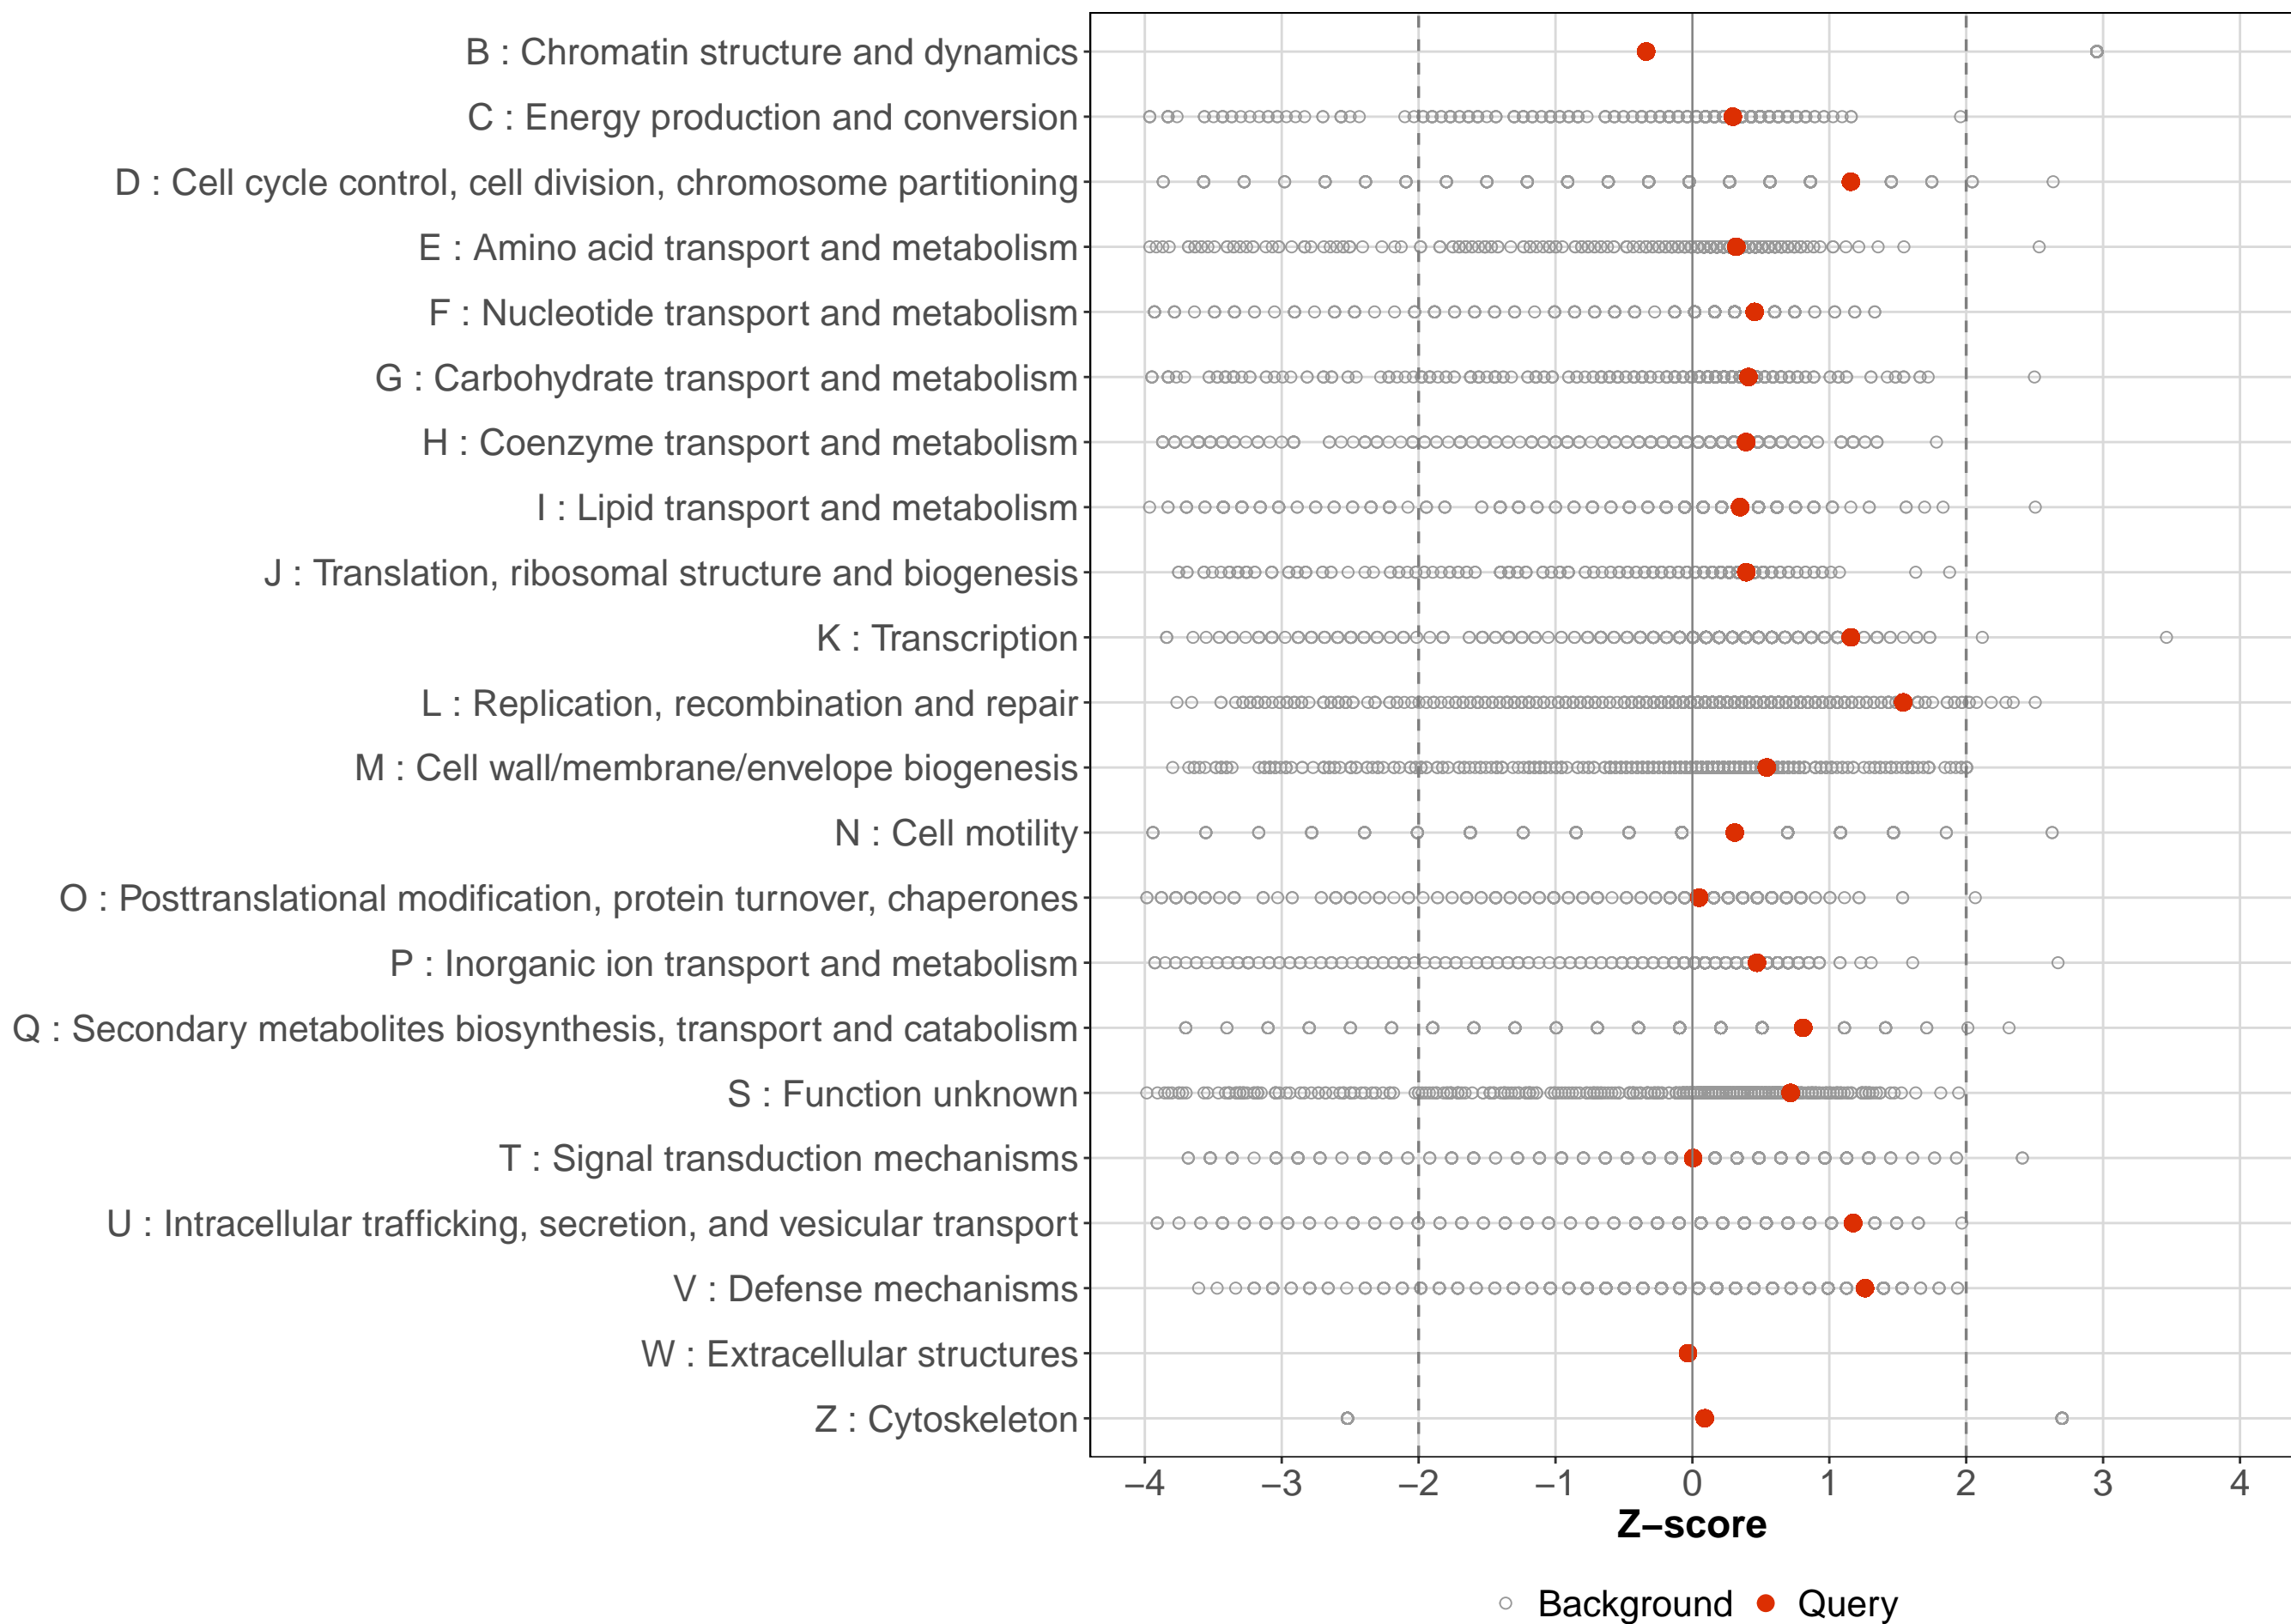 B : Chromatin structure and dynamics
C : Energy production and conversion
D : Cell cycle control, cell division, chromosome partitioning
E : Amino acid transport and metabolism
F : Nucleotide transport and metabolism
G : Carbohydrate transport and metabolism
H : Coenzyme transport and metabolism
I : Lipid transport and metabolism
J : Translation, ribosomal structure and biogenesis
K : Transcription
L : Replication, recombination and repair
M : Cell wall/membrane/envelope biogenesis
N : Cell motility
O : Posttranslational modification, protein turnover, chaperones
P : Inorganic ion transport and metabolism
Q : Secondary metabolites biosynthesis, transport and catabolism
S : Function unknown
T : Signal transduction mechanisms
U : Intracellular trafficking, secretion, and vesicular transport
V : Defense mechanisms
W : Extracellular structures
Z : Cytoskeleton
−4 −3 −2 −1 0 1 2 3 4
Z−score
Background Query